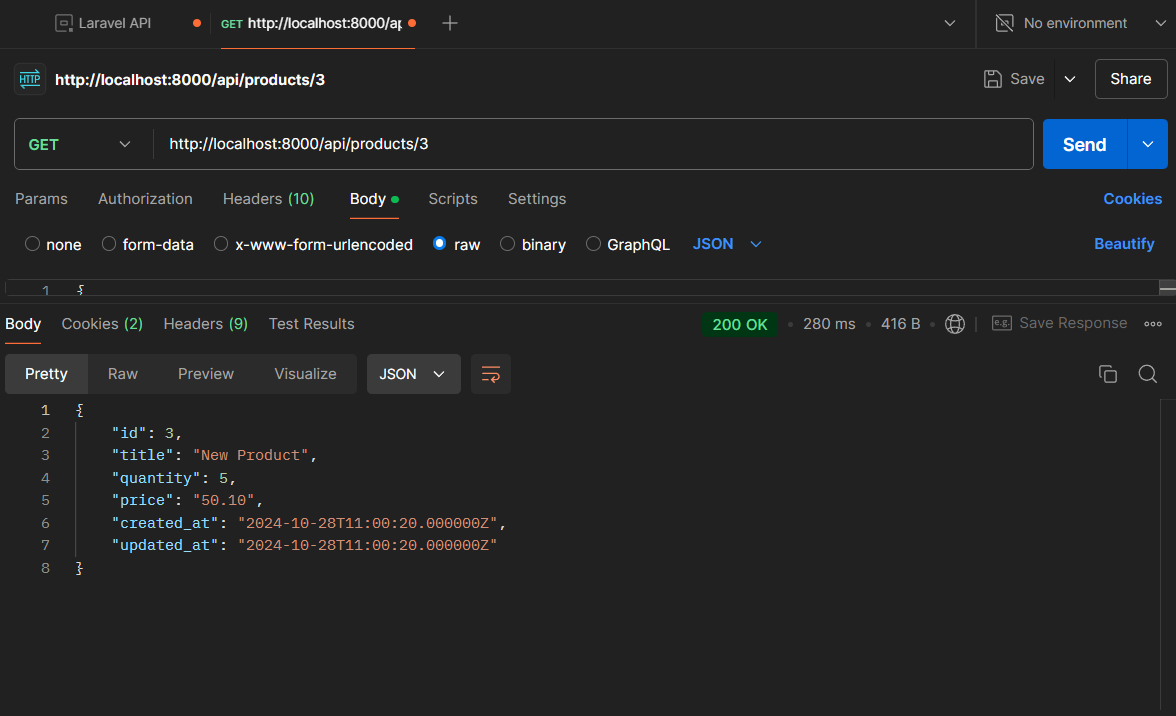 Laravel API GET http://localhost:8000/ap No environment
HTTP http://localhost:8000/api/products/3 Save Share
GET http://localhost:8000/api/products/3 Send
Params Authorization Headers (10) Body Scripts Settings Cookies
none form-data x-www-form-urlencoded raw binary GraphQL JSON Beautify
1 {
Body Cookies (2) Headers (9) Test Results 200 OK 280 ms 416 B e.g. Save Response
Pretty Raw Preview Visualize JSON
1 {
2 "id": 3,
3 "title": "New Product",
4 "quantity": 5,
5 "price": "50.10",
6 "created_at": "2024-10-28T11:00:20.000000Z",
7 "updated_at": "2024-10-28T11:00:20.000000Z"
8 }